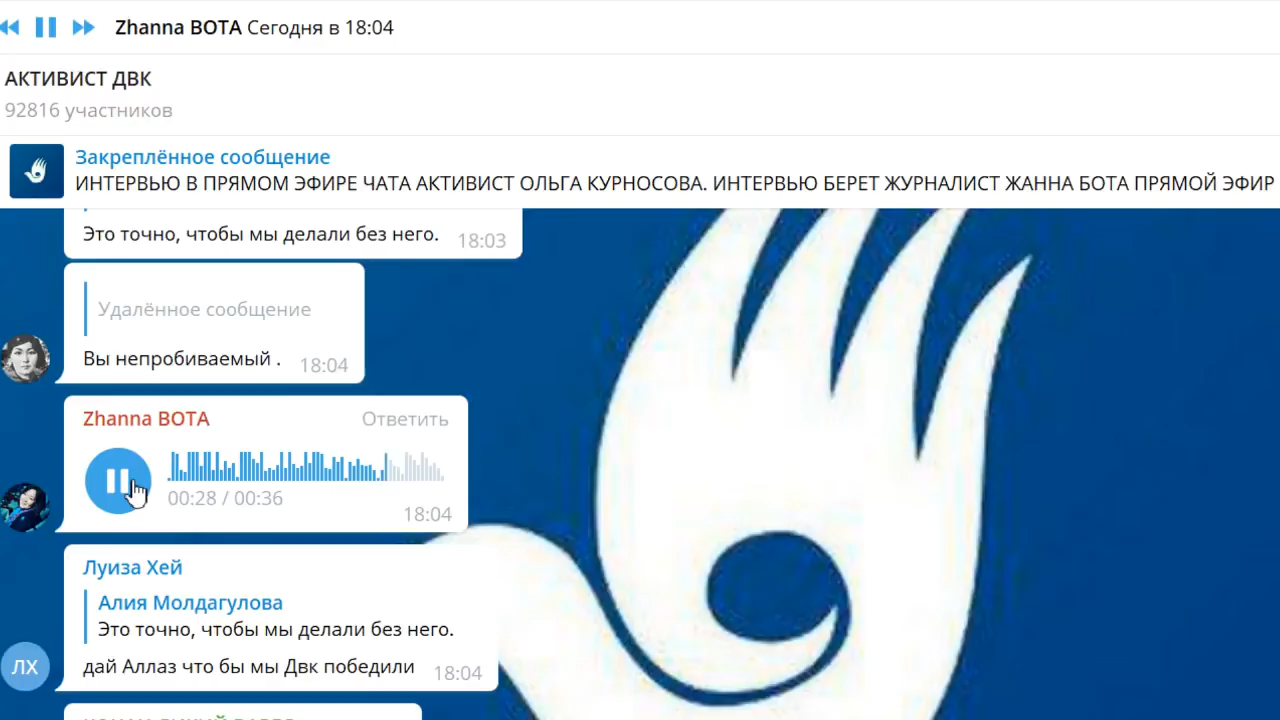 Zhanna BOTA Сегодня в 18:04
АКТИВИСТ ДВК
92816 участников
Закреплённое сообщение
ИНТЕРВЬЮ В ПРЯМОМ ЭФИРЕ ЧАТА АКТИВИСТ ОЛЬГА КУРНОСОВА. ИНТЕРВЬЮ БЕРЕТ ЖУРНАЛИСТ ЖАННА БОТА ПРЯМОЙ ЭФИР
Это точно, чтобы мы делали без него. 18:03
Удалённое сообщение
Вы непробиваемый . 18:04
Zhanna BOTA Ответить
00:28 / 00:36
18:04
Луиза Хей
Алия Молдагулова
Это точно, чтобы мы делали без него.
ЛХ дай Аллаз что бы мы Двк победили 18:04